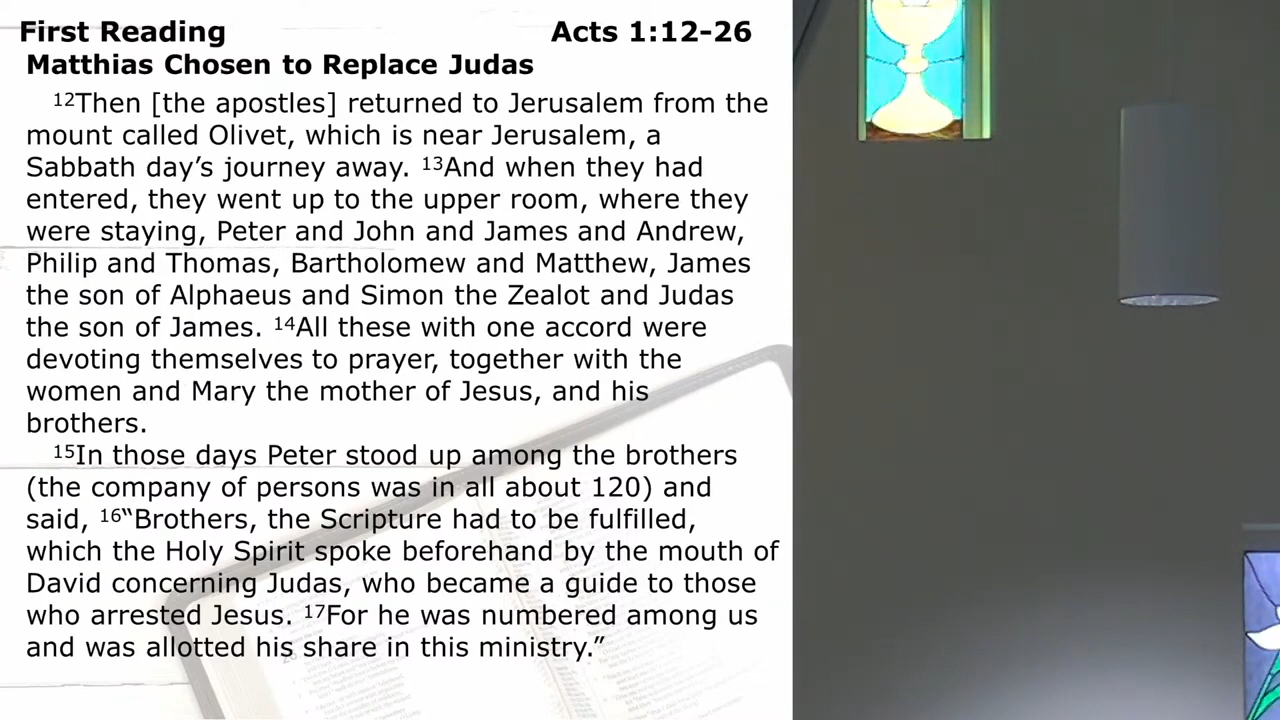 First Reading Acts 1:12-26
Matthias Chosen to Replace Judas
12Then [the apostles] returned to Jerusalem from the
mount called Olivet, which is near Jerusalem, a
Sabbath day’s journey away. 13And when they had
entered, they went up to the upper room, where they
were staying, Peter and John and James and Andrew,
Philip and Thomas, Bartholomew and Matthew, James
the son of Alphaeus and Simon the Zealot and Judas
the son of James. 14All these with one accord were
devoting themselves to prayer, together with the
women and Mary the mother of Jesus, and his
brothers.
15In those days Peter stood up among the brothers
(the company of persons was in all about 120) and
said, 16“Brothers, the Scripture had to be fulfilled,
which the Holy Spirit spoke beforehand by the mouth of
David concerning Judas, who became a guide to those
who arrested Jesus. 17For he was numbered among us
and was allotted his share in this ministry.”